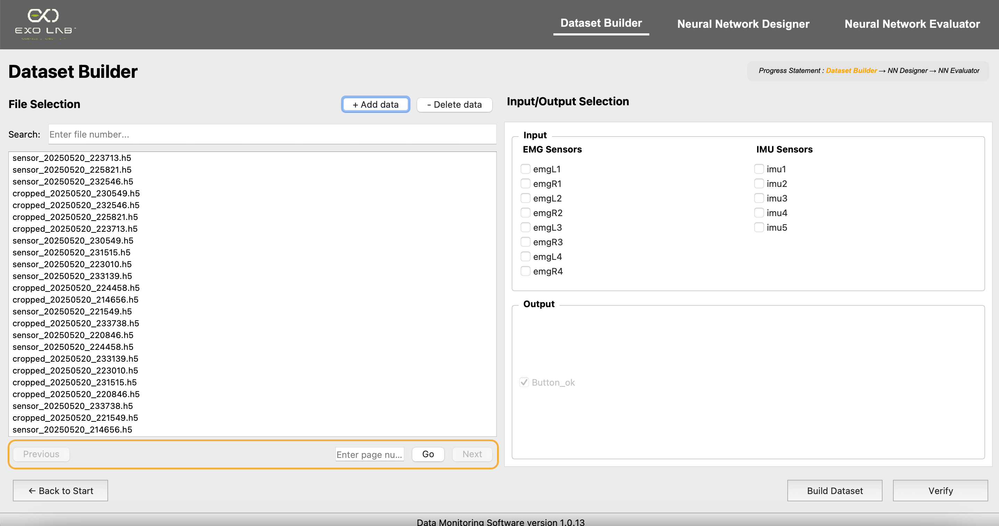 EXO LAB
Dataset Builder
Neural Network Designer
Neural Network Evaluator
Dataset Builder
Progress Statement : Dataset Builder → NN Designer → NN Evaluator
File Selection
+ Add data
- Delete data
Search:
Enter file number...
sensor_20250520_223713.h5
sensor_20250520_225821.h5
sensor_20250520_232546.h5
cropped_20250520_230549.h5
cropped_20250520_232546.h5
cropped_20250520_225821.h5
cropped_20250520_223713.h5
sensor_20250520_230549.h5
sensor_20250520_231515.h5
sensor_20250520_223010.h5
sensor_20250520_233139.h5
cropped_20250520_224458.h5
cropped_20250520_214656.h5
sensor_20250520_221549.h5
cropped_20250520_233738.h5
sensor_20250520_220846.h5
sensor_20250520_224458.h5
cropped_20250520_233139.h5
cropped_20250520_223010.h5
cropped_20250520_231515.h5
cropped_20250520_220846.h5
sensor_20250520_233738.h5
cropped_20250520_221549.h5
sensor_20250520_214656.h5
Previous
Enter page nu...
Go
Next
Input/Output Selection
Input
EMG Sensors
emgL1
emgR1
emgL2
emgR2
emgL3
emgR3
emgL4
emgR4
IMU Sensors
imu1
imu2
imu3
imu4
imu5
Output
Button_ok
← Back to Start
Build Dataset
Verify
Data Monitoring Software version 1.0.13